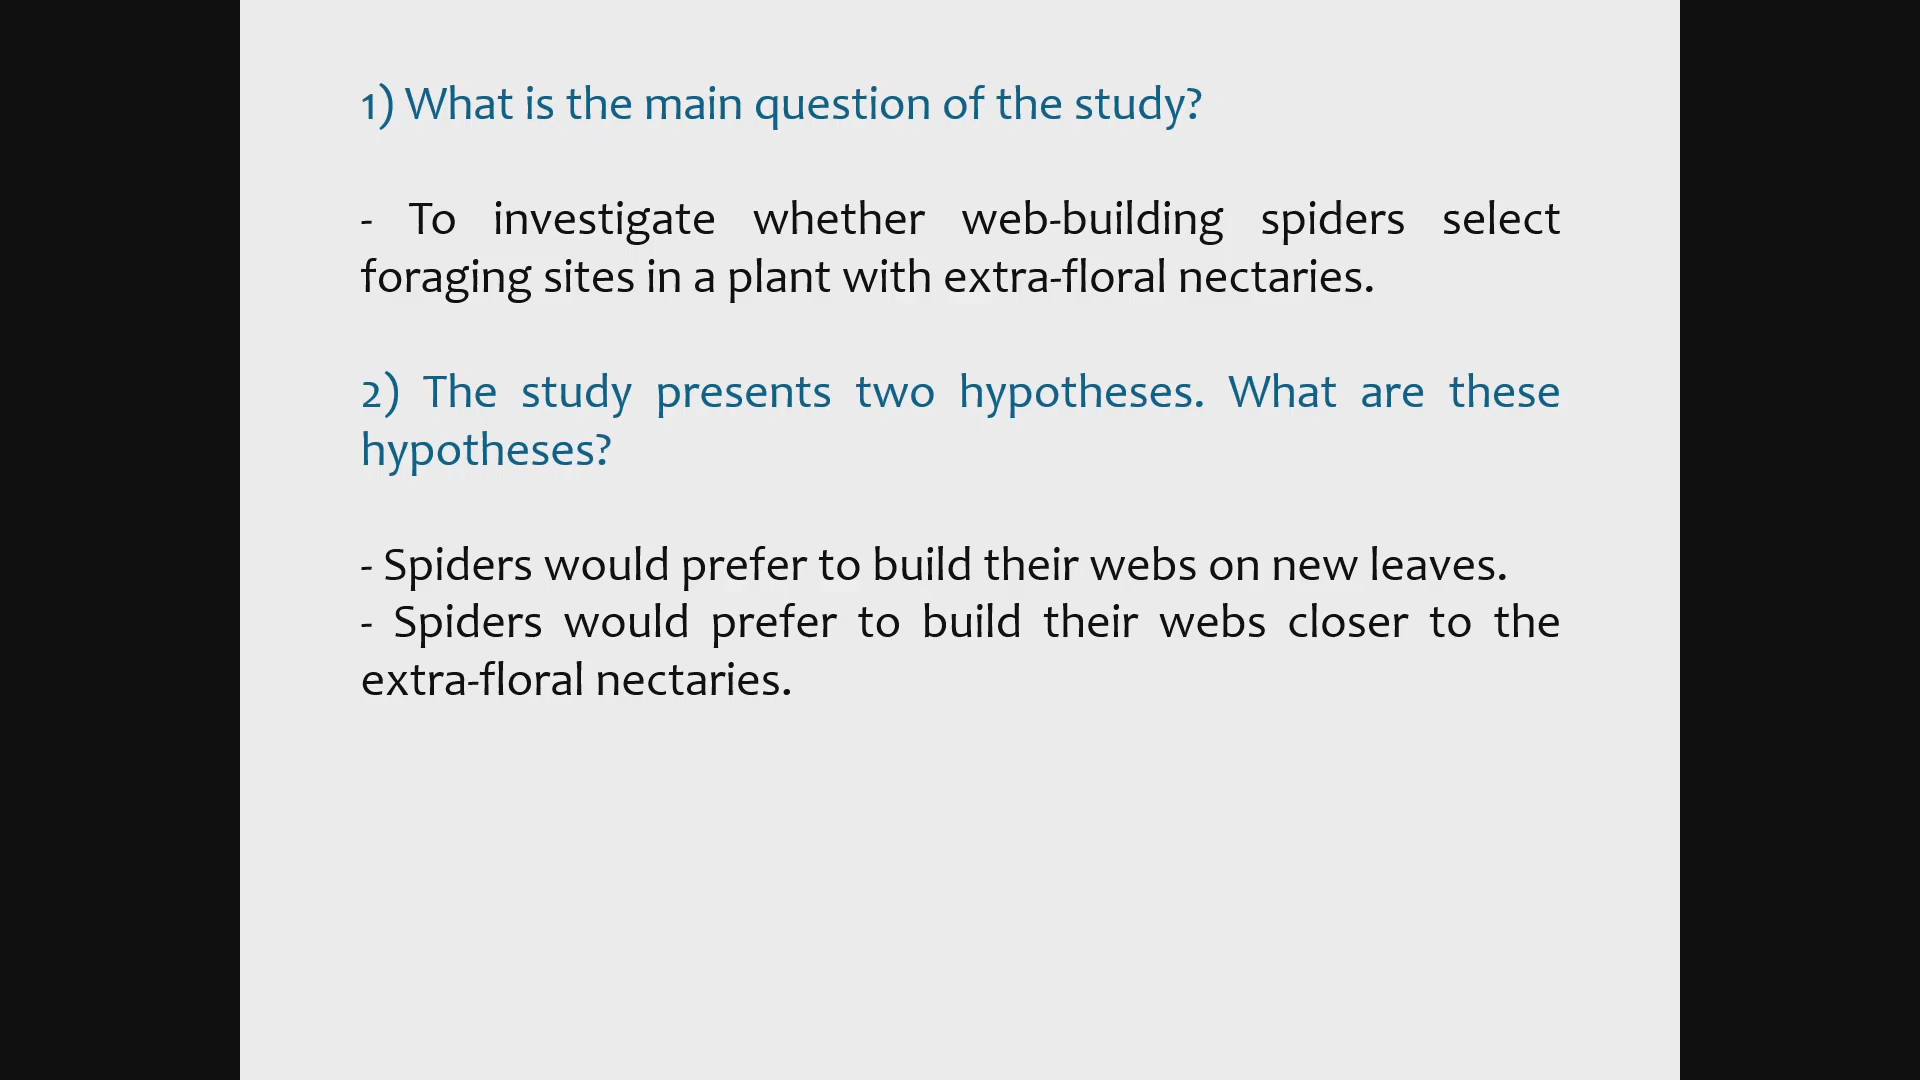 1) What is the main question of the study?
- To investigate whether web-building spiders select
foraging sites in a plant with extra-floral nectaries.
2) The study presents two hypotheses. What are these
hypotheses?
- Spiders would prefer to build their webs on new leaves.
- Spiders would prefer to build their webs closer to the
extra-floral nectaries.